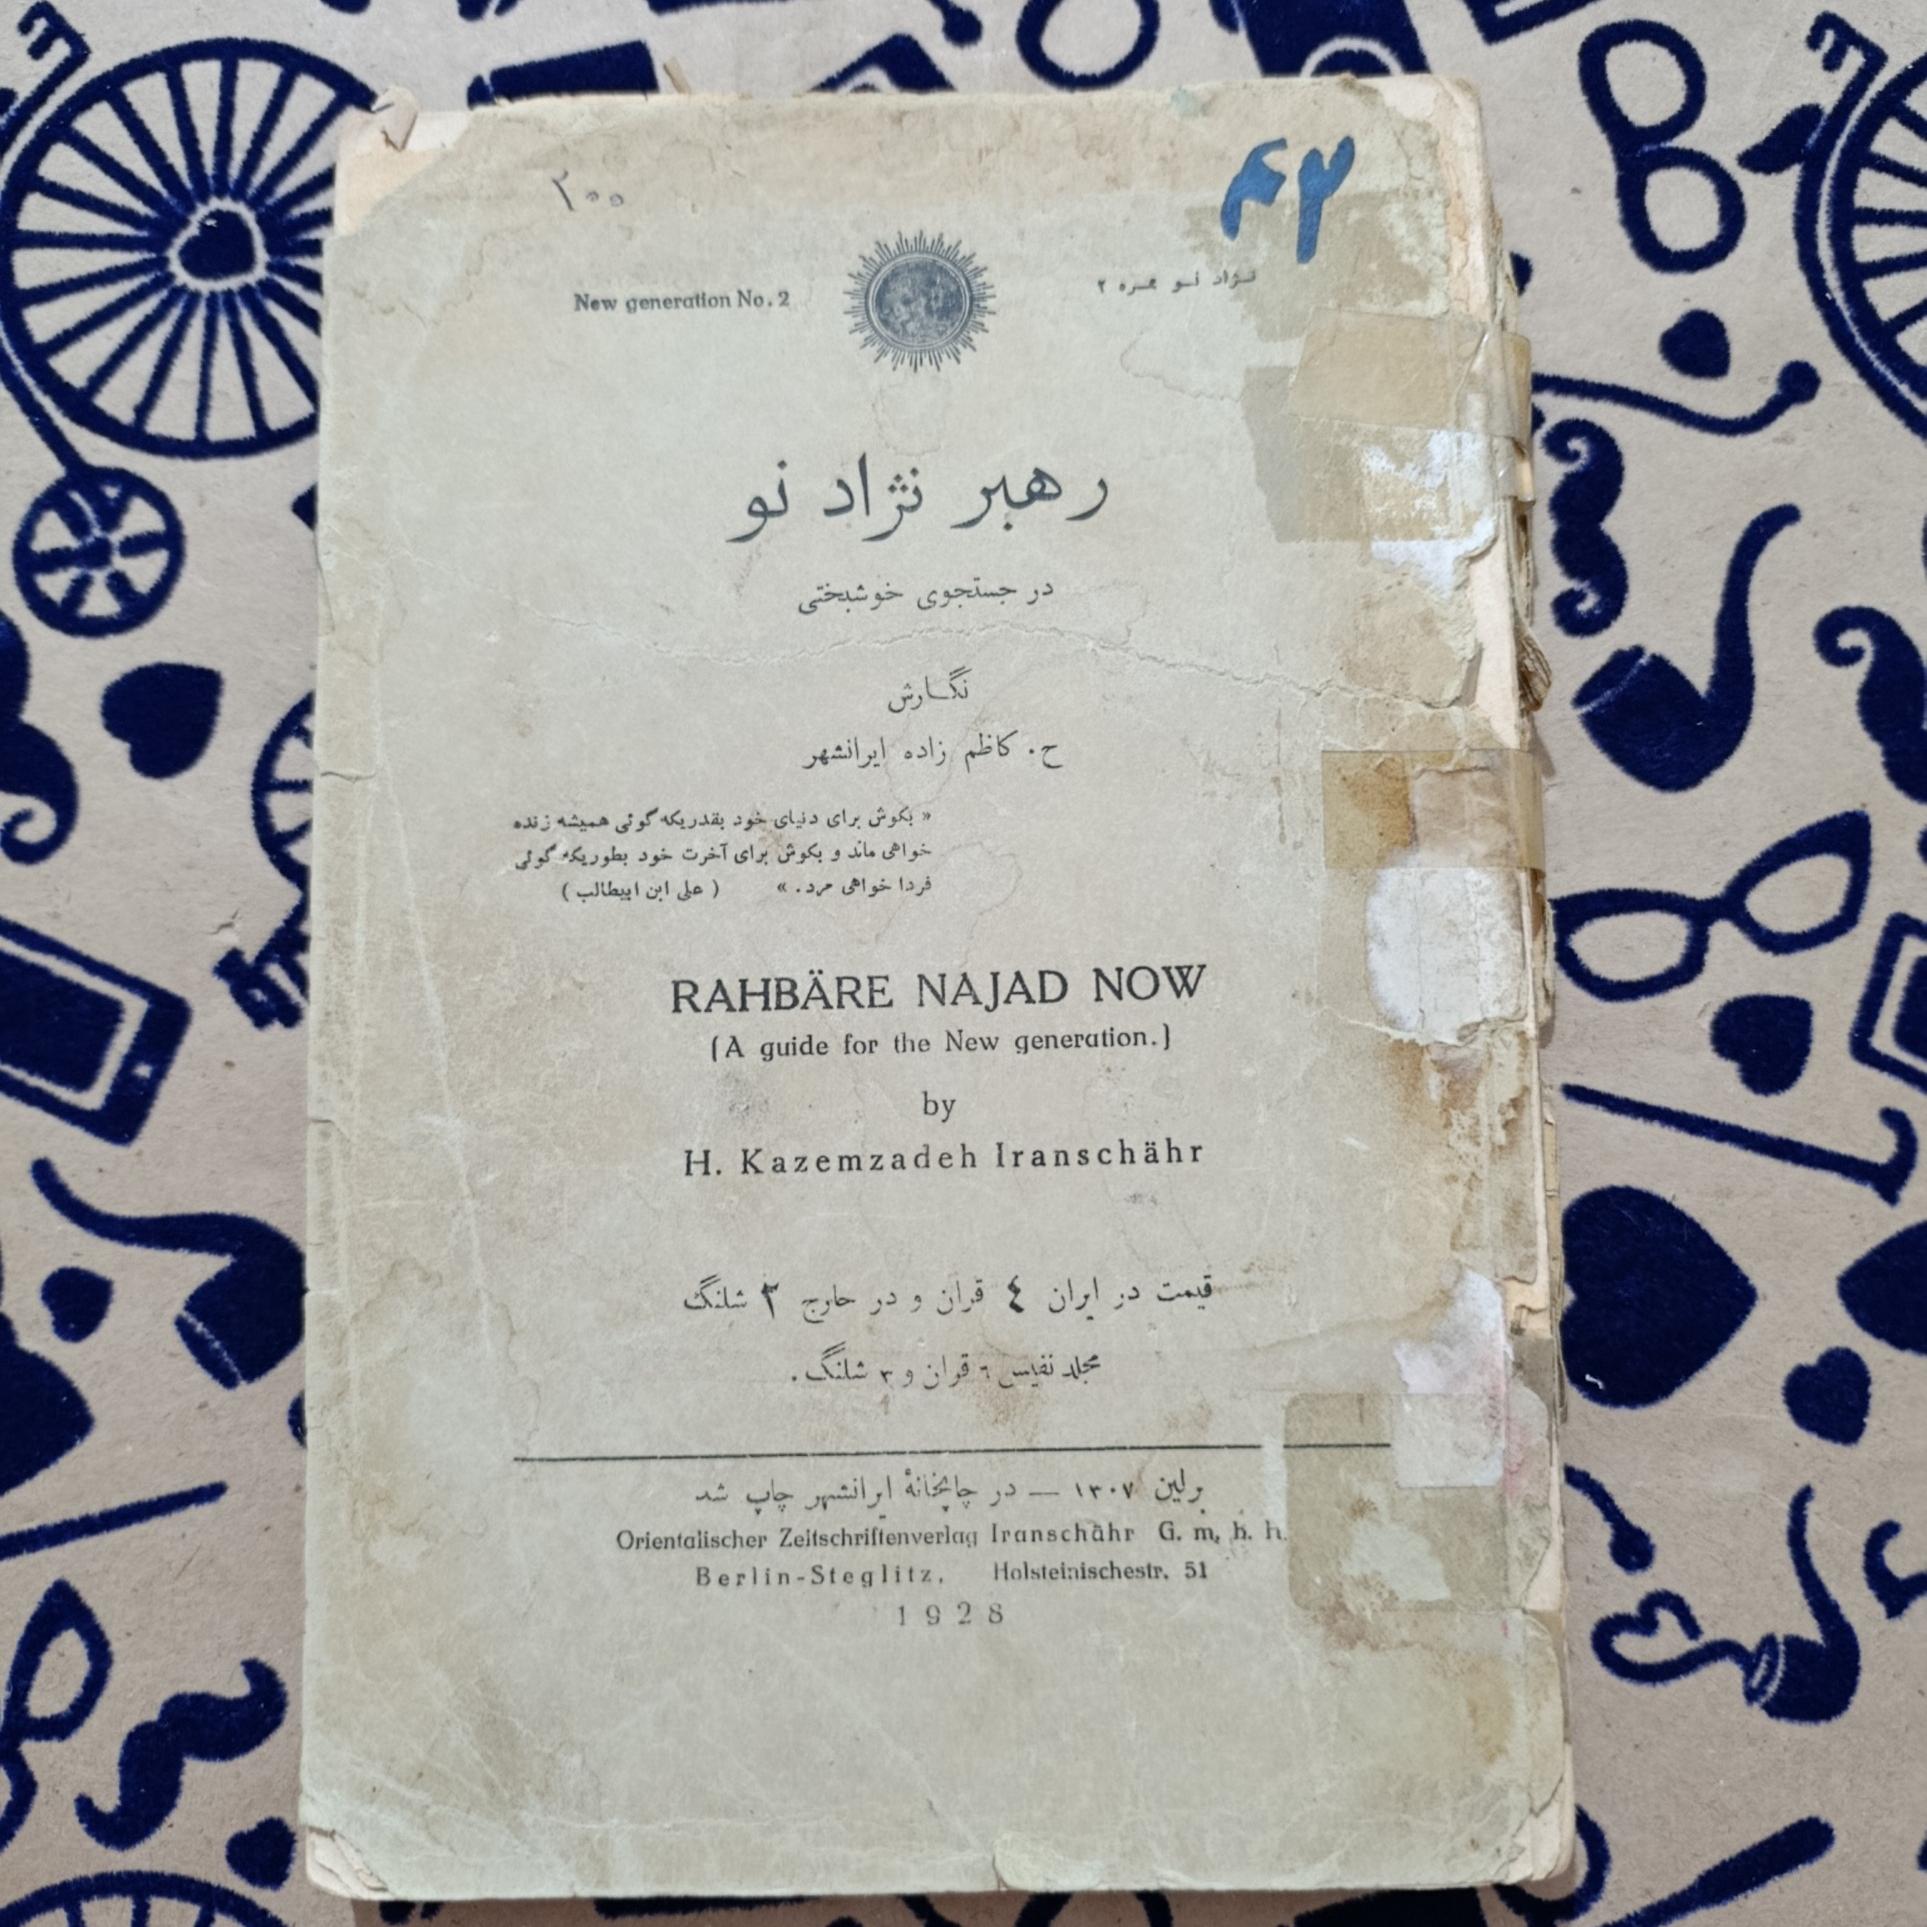 ۲۰۰
۴۳
New generation No. 2
نژاد نو نمره ۲
رهبر نژاد نو
در جستجوی خوشبختی
نگارش
ح. کاظم زاده ایرانشهر
« بکوش برای دنیای خود بقدریکه گوئی همیشه زنده
خواهی ماند و بکوش برای آخرت خود بطوریکه گوئی
فردا خواهی مرد. » ( علی ابن ابیطالب )
RAHBÄRE NAJAD NOW
(A guide for the New generation.)
by
H. Kazemzadeh Iranschähr
قیمت در ایران ٤ قران و در خارج ۲ شلنگ
مجلد نفیس ٦ قران و ۳ شلنگ.
برلین ۱۳۰۷ — در چاپخانهٔ ایرانشهر چاپ شد
Orientalischer Zeitschriftenverlag Iranschähr G. m. b. H.
Berlin-Steglitz, Holsteinischestr. 51
1928